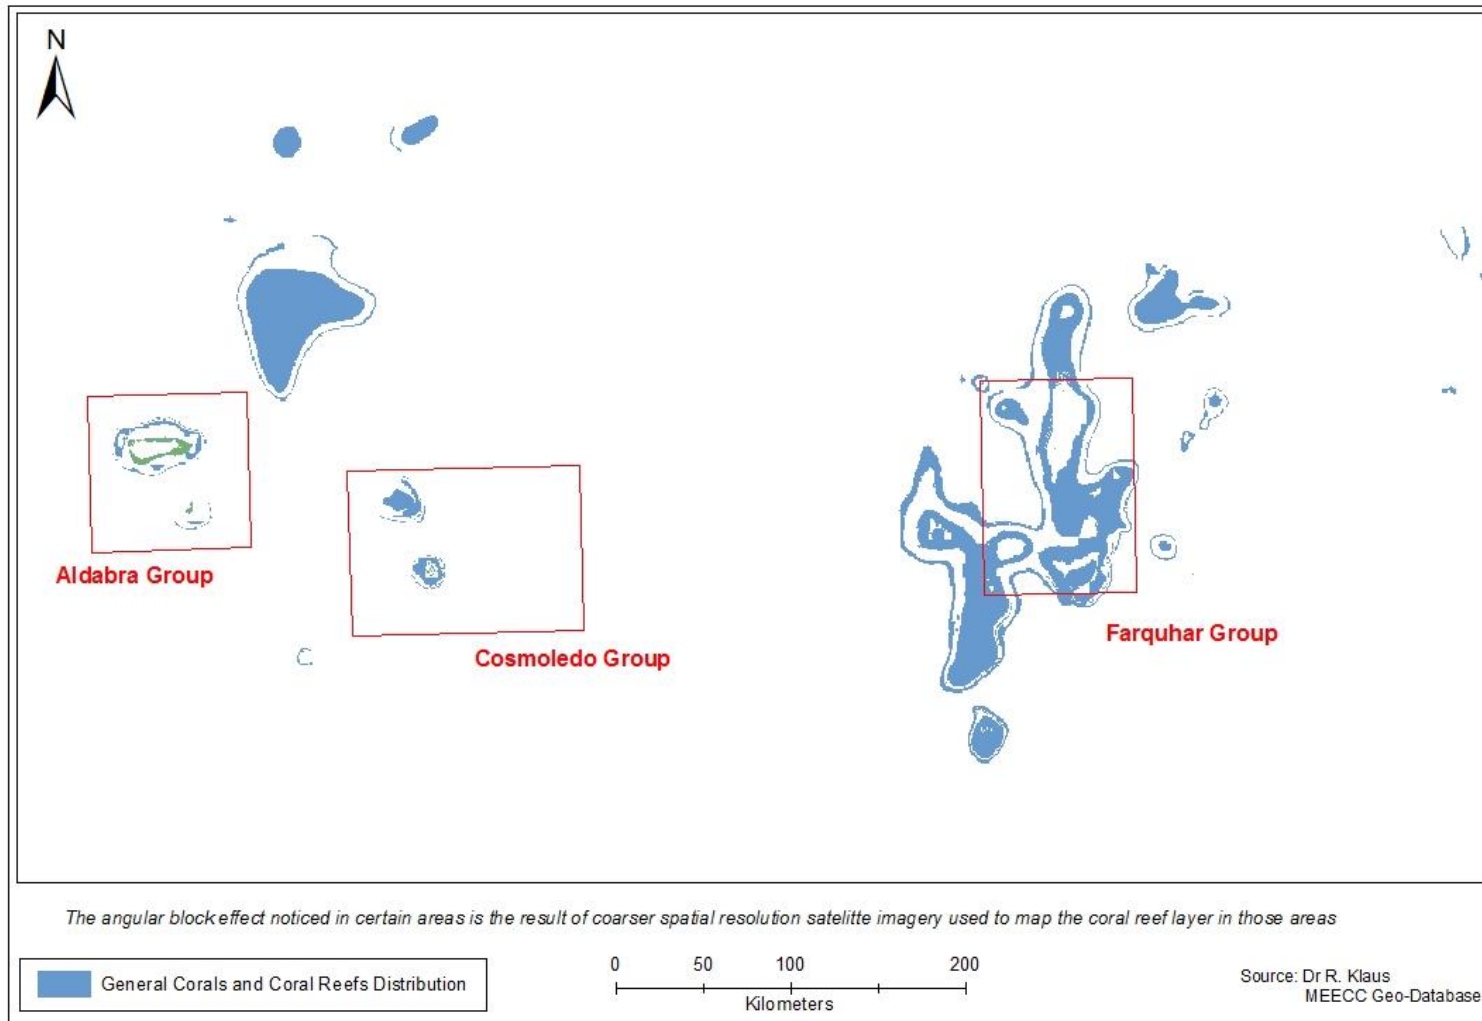 N
Aldabra Group
Cosmoledo Group
Farquhar Group
The angular block effect noticed in certain areas is the result of coarser spatial resolution satelitte imagery used to map the coral reef layer in those areas
General Corals and Coral Reefs Distribution
0 50 100 200
Kilometers
Source: Dr R. Klaus
MEECC Geo-Database